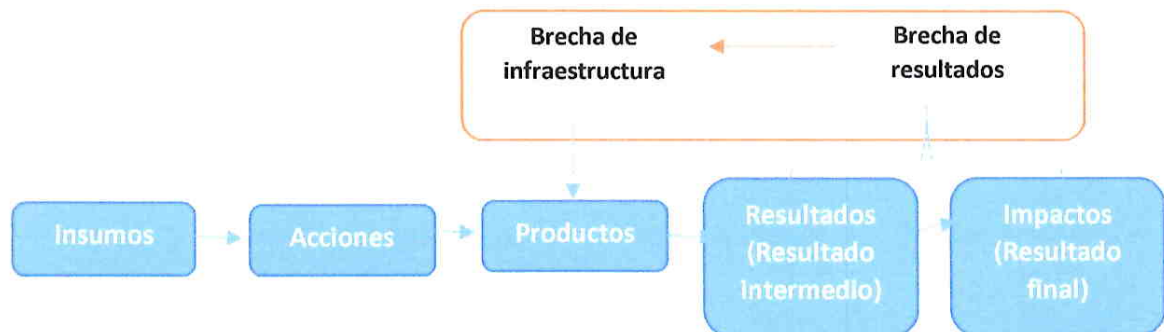 Brecha de
infraestructura
Brecha de
resultados
Insumos
Acciones
Productos
Resultados
(Resultado
intermedio)
Impactos
(Resultado
final)